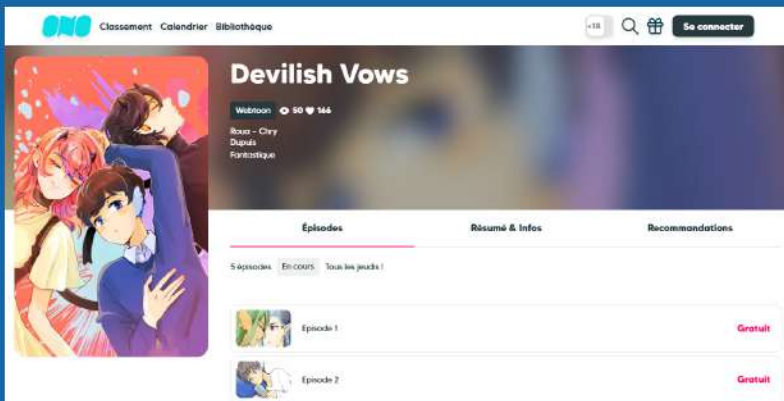 ONO Classement Calendrier Bibliothèque <18 Se connecter
Devilish Vows
Webtoon 50 166
Roua - Chry
Dupuis
Fantastique
Épisodes Résumé & Infos Recommandations
5 épisodes En cours Tous les jeudis !
Episode 1 Gratuit
Episode 2 Gratuit